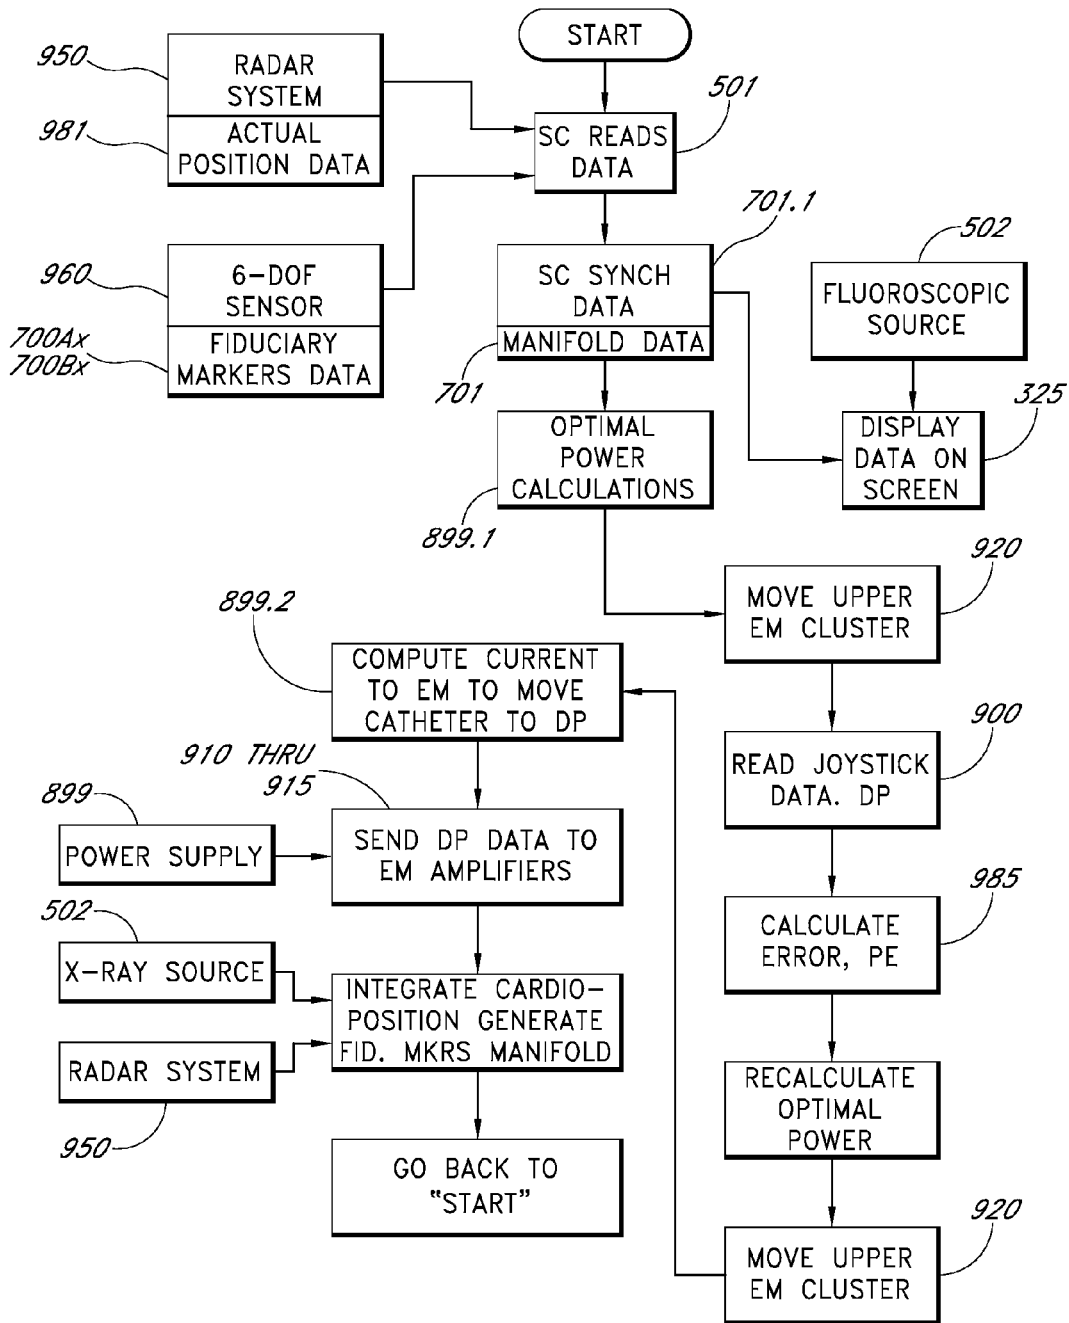 START
950
RADAR
SYSTEM
981
ACTUAL
POSITION DATA
501
SC READS
DATA
960
6-DOF
SENSOR
700Ax
700Bx
FIDUCIARY
MARKERS DATA
701.1
SC SYNCH
DATA
MANIFOLD DATA
701
502
FLUOROSCOPIC
SOURCE
325
DISPLAY
DATA ON
SCREEN
OPTIMAL
POWER
CALCULATIONS
899.1
920
MOVE UPPER
EM CLUSTER
899.2
COMPUTE CURRENT
TO EM TO MOVE
CATHETER TO DP
900
READ JOYSTICK
DATA. DP
910 THRU
915
899
POWER SUPPLY
SEND DP DATA TO
EM AMPLIFIERS
985
CALCULATE
ERROR, PE
502
X-RAY SOURCE
INTEGRATE CARDIO-
POSITION GENERATE
FID. MKRS MANIFOLD
RADAR SYSTEM
950
RECALCULATE
OPTIMAL
POWER
GO BACK TO
"START"
920
MOVE UPPER
EM CLUSTER